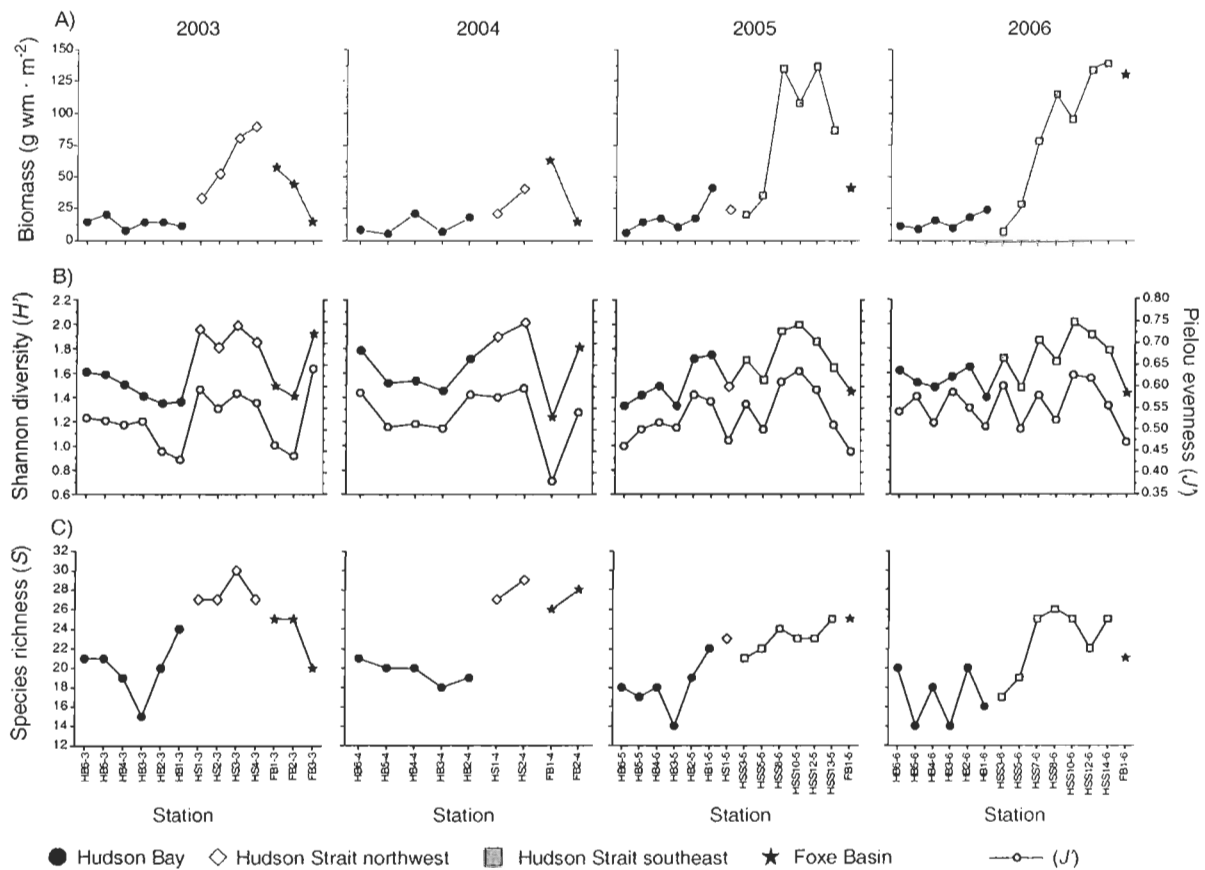 A)
2003
2004
2005
2006
Biomass (g wm · m-2)
150
125
100
75
50
25
0
B)
Shannon diversity (H')
2.2
2.0
1.8
1.6
1.4
1.2
1.0
0.8
0.6
0.80
0.75
0.70
0.65
0.60
0.55
0.50
0.45
0.40
0.35
Pielou evenness (J')
C)
Species richness (S)
32
30
28
26
24
22
20
18
16
14
12
HB6-3
HB5-3
HB4-3
HB3-3
HB2-3
HB1-3
HS1-3
HS2-3
HS3-3
HS4-3
FB1-3
FB2-3
FB3-3
HB6-4
HB5-4
HB4-4
HB3-4
HB2-4
HS1-4
HS2-4
FB1-4
FB2-4
HB6-5
HB5-5
HB4-5
HB3-5
HB2-5
HB1-5
HS1-5
HSS3-5
HSS5-5
HSS8-5
HSS10-5
HSS12-5
HSS13-5
FB1-5
HB5-6
HB4-6
HB3-6
HB2-6
HB1-6
HSS3-6
HSS5-6
HSS10-6
HSS12-6
HSS14-6
FB1-6
Station
Station
Station
Station
Hudson Bay
Hudson Strait northwest
Hudson Strait southeast
Foxe Basin
(J')